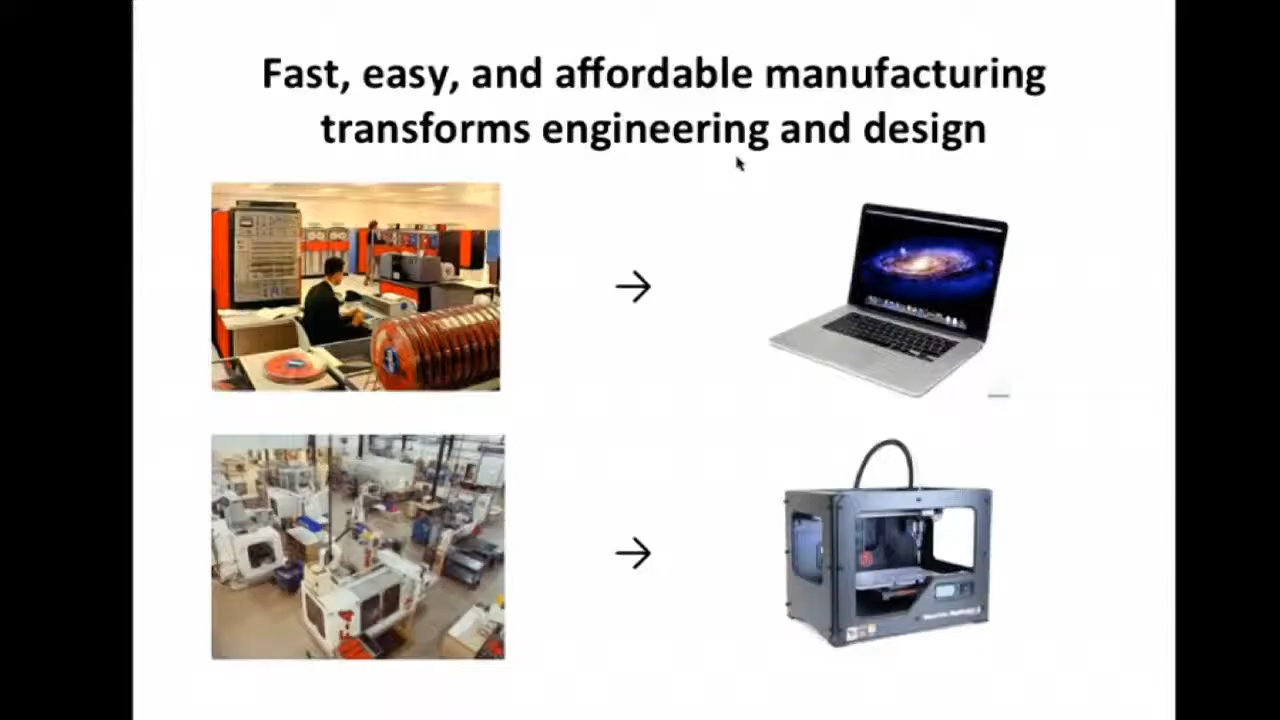 Fast, easy, and affordable manufacturing
transforms engineering and design